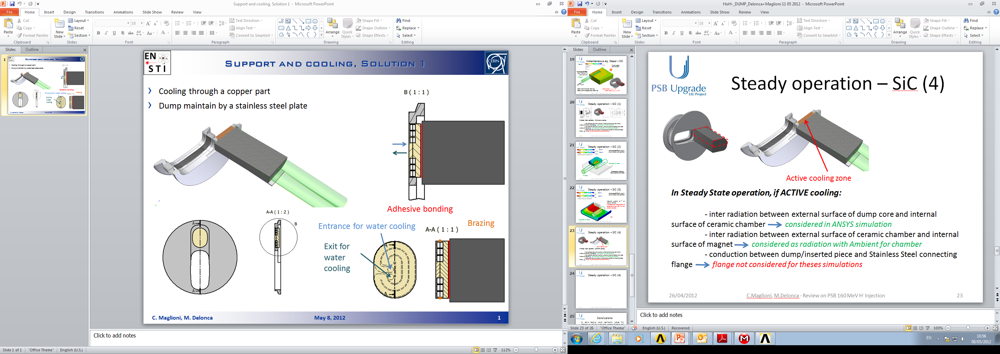 Support and cooling, Solution 1 - Microsoft PowerPoint
File Home Insert Design Transitions Animations Slide Show Review View
Paste
Cut
Copy
Format Painter
Clipboard
New
Slide
Layout
Reset
Section
Slides
18
Font
Text Direction
Align Text
Convert to SmartArt
Paragraph
Arrange
Quick
Styles
Shape Fill
Shape Outline
Shape Effects
Drawing
Find
Replace
Select
Editing
Slides Outline
1
EN
STI
Support and cooling, Solution 1
CERN
Cooling through a copper part
Dump maintain by a stainless steel plate
B ( 1 : 1 )
Adhesive bonding
A-A ( 1 : 2 )
B
A
A
Entrance for water cooling
Exit for
water
cooling
A
A
A-A ( 1 : 1 )
Brazing
C. Maglioni, M. Delonca
May 8, 2012
1
Click to add notes
Slide 1 of 1 "Office Theme" English (U.S.)
112%
HoH-_DUMP_Delonca+Maglioni 11 05 2012 - Microsoft PowerPoint
File Home Insert Design Transitions Animations Slide Show Review View
Paste
Cut
Copy
Format Painter
Clipboard
New
Slide
Layout
Reset
Section
Slides
18
Font
Text Direction
Align Text
Convert to SmartArt
Paragraph
Arrange
Quick
Styles
Shape Fill
Shape Outline
Shape Effects
Drawing
Find
Replace
Select
Editing
Slides Outline
19
Instantaneous eq. Stassi – SiC
20
Steady operation – SiC (1)
21
Steady operation – SiC (2)
22
Steady operation – SiC (3)
23
Steady operation – SiC (4)
24
Steady operation – SiC (4)
25
Conclusions
PSB Upgrade
LIU Project
Steady operation – SiC (4)
Active cooling zone
In Steady State operation, if ACTIVE cooling:
- inter radiation between external surface of dump core and internal
surface of ceramic chamber considered in ANSYS simulation
- inter radiation between external surface of ceramic chamber and internal
surface of magnet considered as radiation with Ambient for chamber
- conduction between dump/inserted piece and Stainless Steel connecting
flange flange not considered for theses simulations
26/04/2012
C.Maglioni, M.Delonca - Review on PSB 160 MeV H- Injection
23
Click to add notes
Slide 23 of 26 "Office Theme" English (U.S.) Recovered
103%
EN
10:56
08/05/2012